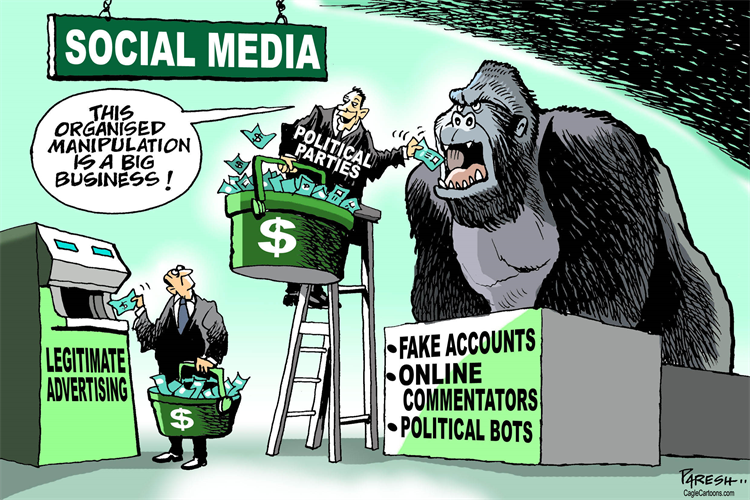 SOCIAL MEDIA
THIS
ORGANISED
MANIPULATION
IS A BIG
BUSINESS!
POLITICAL
PARTIES
$
$
LEGITIMATE
ADVERTISING
• FAKE ACCOUNTS
• ONLINE
COMMENTATORS
• POLITICAL BOTS
PARESH..
CagleCartoons.com